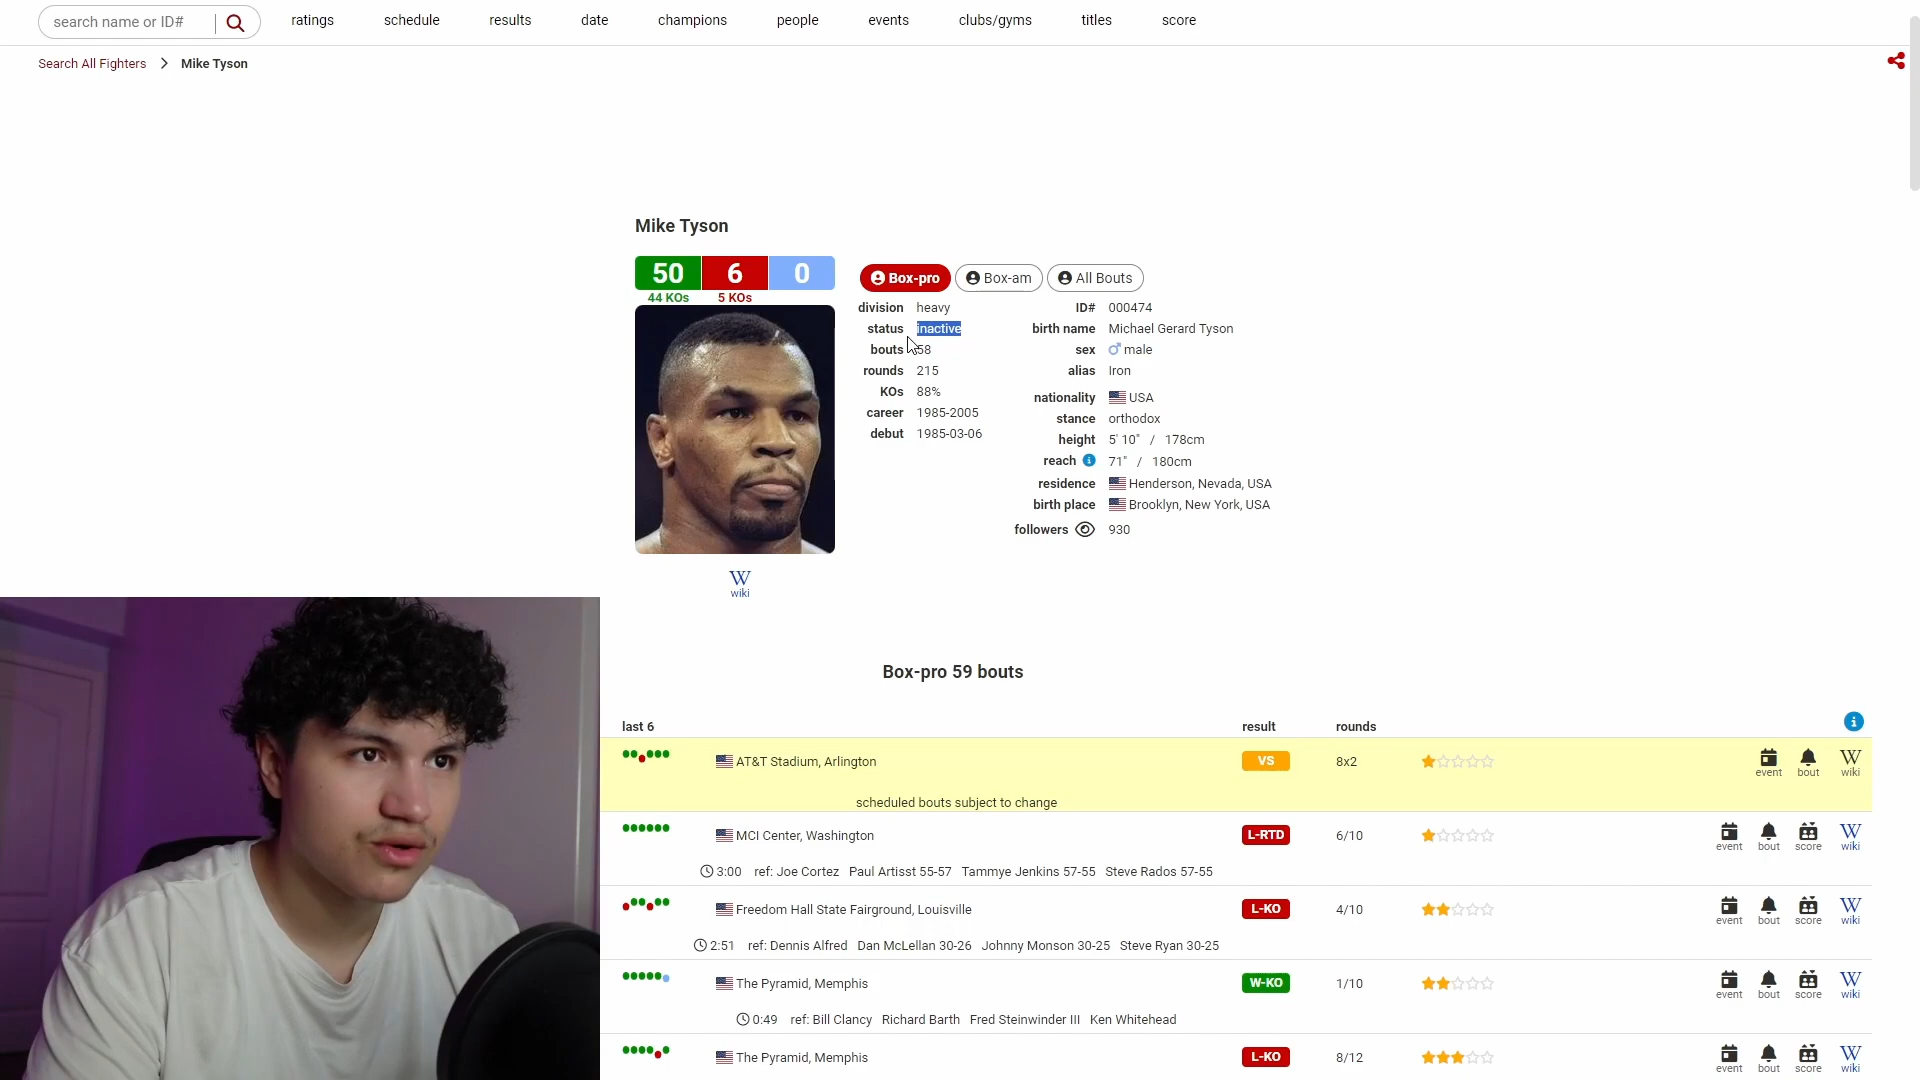 search name or ID#
ratings schedule results date champions people events clubs/gyms titles score
Search All Fighters Mike Tyson
Mike Tyson
50 6 0
44 KOs 5 KOs
Box-pro Box-am All Bouts
division heavy ID# 000474
status inactive birth name Michael Gerard Tyson
bouts 58 sex male
rounds 215 alias Iron
KOs 88% nationality USA
career 1985-2005 stance orthodox
debut 1985-03-06 height 5' 10" / 178cm
reach 71" / 180cm
residence Henderson, Nevada, USA
birth place Brooklyn, New York, USA
followers 930
W
wiki
Box-pro 59 bouts
last 6 result rounds
AT&T Stadium, Arlington VS 8x2 event bout wiki
scheduled bouts subject to change
MCI Center, Washington L-RTD 6/10 event bout score wiki
3:00 ref: Joe Cortez Paul Artisst 55-57 Tammye Jenkins 57-55 Steve Rados 57-55
Freedom Hall State Fairground, Louisville L-KO 4/10 event bout score wiki
2:51 ref: Dennis Alfred Dan McLellan 30-26 Johnny Monson 30-25 Steve Ryan 30-25
The Pyramid, Memphis W-KO 1/10 event bout score wiki
0:49 ref: Bill Clancy Richard Barth Fred Steinwinder III Ken Whitehead
The Pyramid, Memphis L-KO 8/12 event bout score wiki